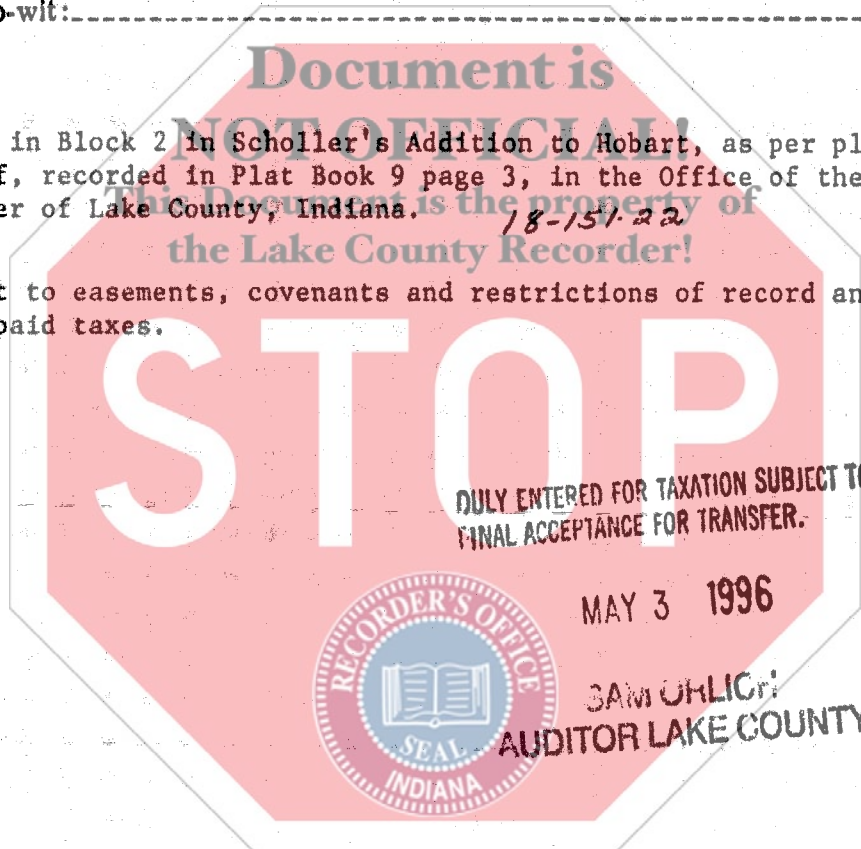 o-wit:
Document is
NOT OFFICIAL!
in Block 2 in Scholler's Addition to Hobart, as per pl
f, recorded in Plat Book 9 page 3, in the Office of the
This Document is the property of
er of Lake County, Indiana. 18-151-22
the Lake County Recorder!
t to easements, covenants and restrictions of record an
paid taxes.
STOP
DULY ENTERED FOR TAXATION SUBJECT TO
FINAL ACCEPTANCE FOR TRANSFER.
MAY 3 1996
RECORDER'S OFFICE
SEAL
INDIANA
SAM ORLICH
AUDITOR LAKE COUNTY